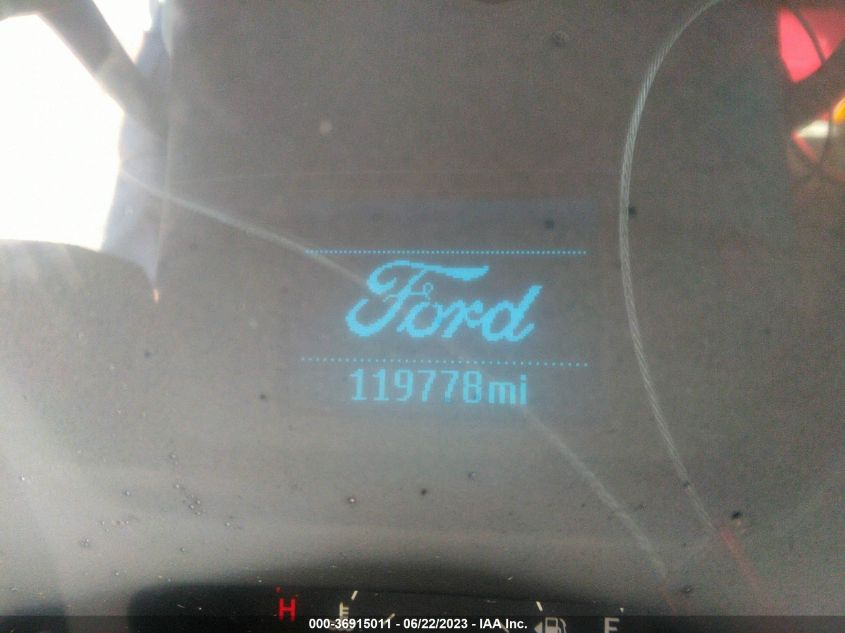 Ford
119778mi
H F
000-36915011 - 06/22/2023 - IAA Inc.